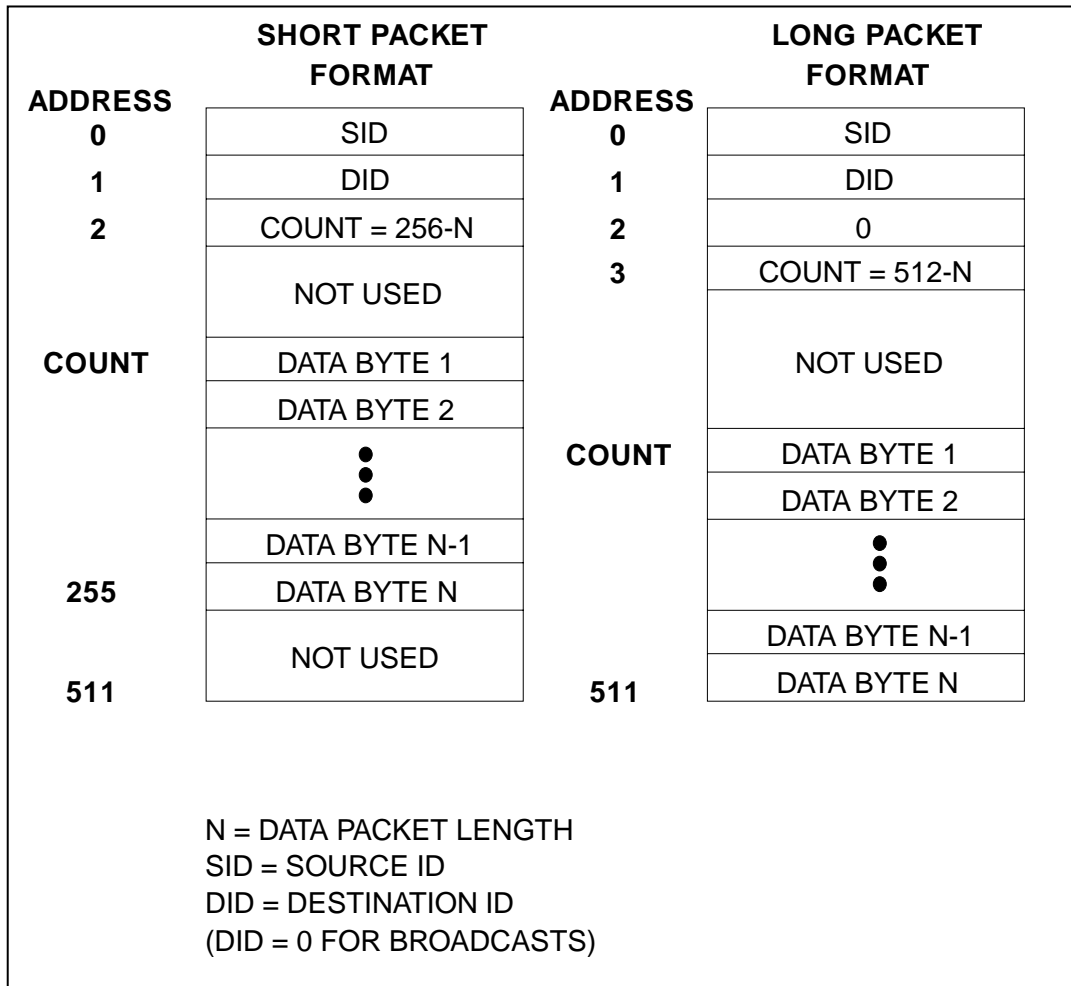 SHORT PACKET
FORMAT
ADDRESS
0 SID
1 DID
2 COUNT = 256-N
NOT USED
COUNT DATA BYTE 1
DATA BYTE 2
DATA BYTE N-1
255 DATA BYTE N
NOT USED
511
LONG PACKET
FORMAT
ADDRESS
0 SID
1 DID
2 0
3 COUNT = 512-N
NOT USED
COUNT DATA BYTE 1
DATA BYTE 2
DATA BYTE N-1
511 DATA BYTE N
N = DATA PACKET LENGTH
SID = SOURCE ID
DID = DESTINATION ID
(DID = 0 FOR BROADCASTS)